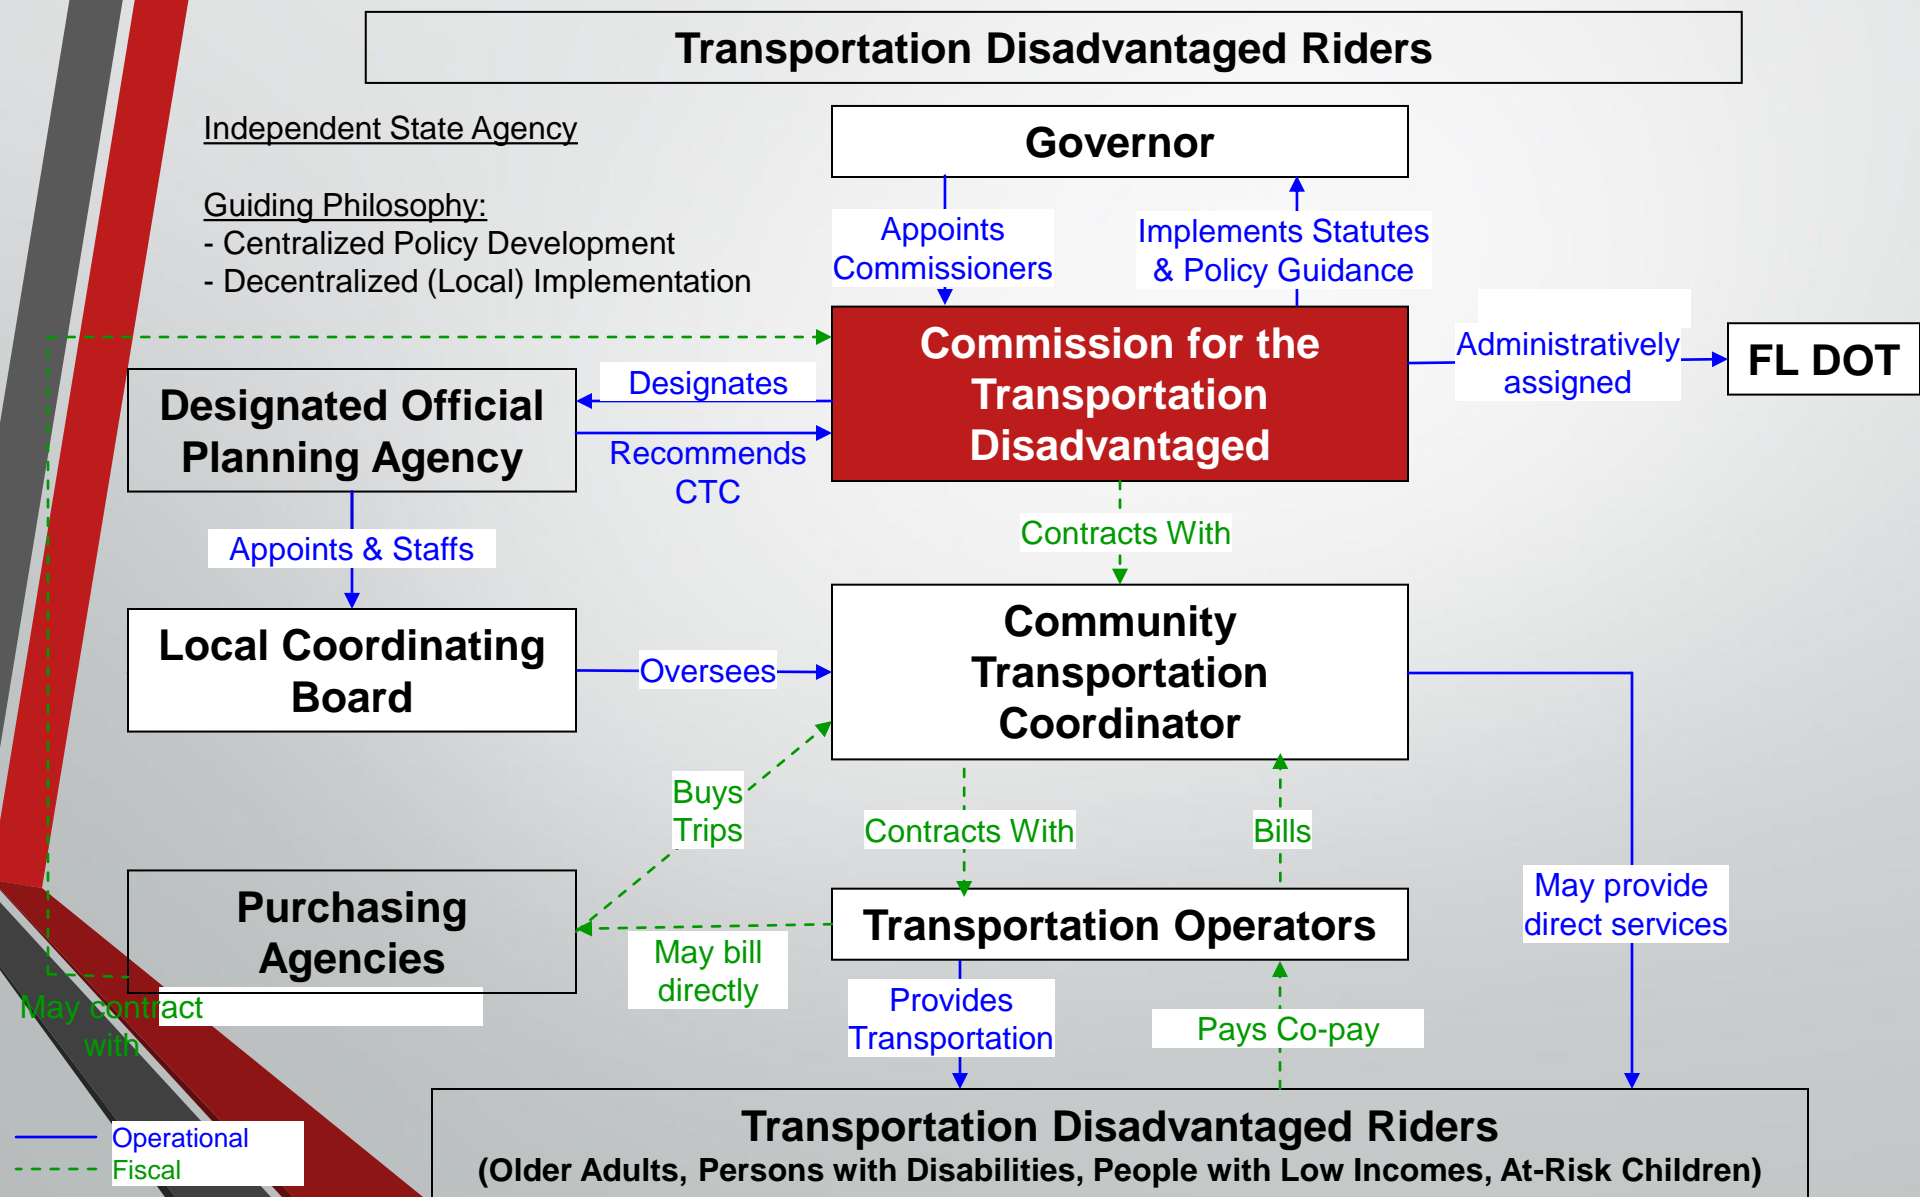 Transportation Disadvantaged Riders
Independent State Agency
Guiding Philosophy:
- Centralized Policy Development
- Decentralized (Local) Implementation
Governor
Appoints
Commissioners
Implements Statutes
& Policy Guidance
Commission for the
Transportation
Disadvantaged
Administratively
assigned
FL DOT
Designates
Designated Official
Planning Agency
Recommends
CTC
Appoints & Staffs
Contracts With
Local Coordinating
Board
Oversees
Community
Transportation
Coordinator
Buys
Trips
Contracts With
Bills
May provide
direct services
Purchasing
Agencies
Transportation Operators
May bill
directly
May contract
with
Provides
Transportation
Pays Co-pay
Transportation Disadvantaged Riders
(Older Adults, Persons with Disabilities, People with Low Incomes, At-Risk Children)
Operational
Fiscal